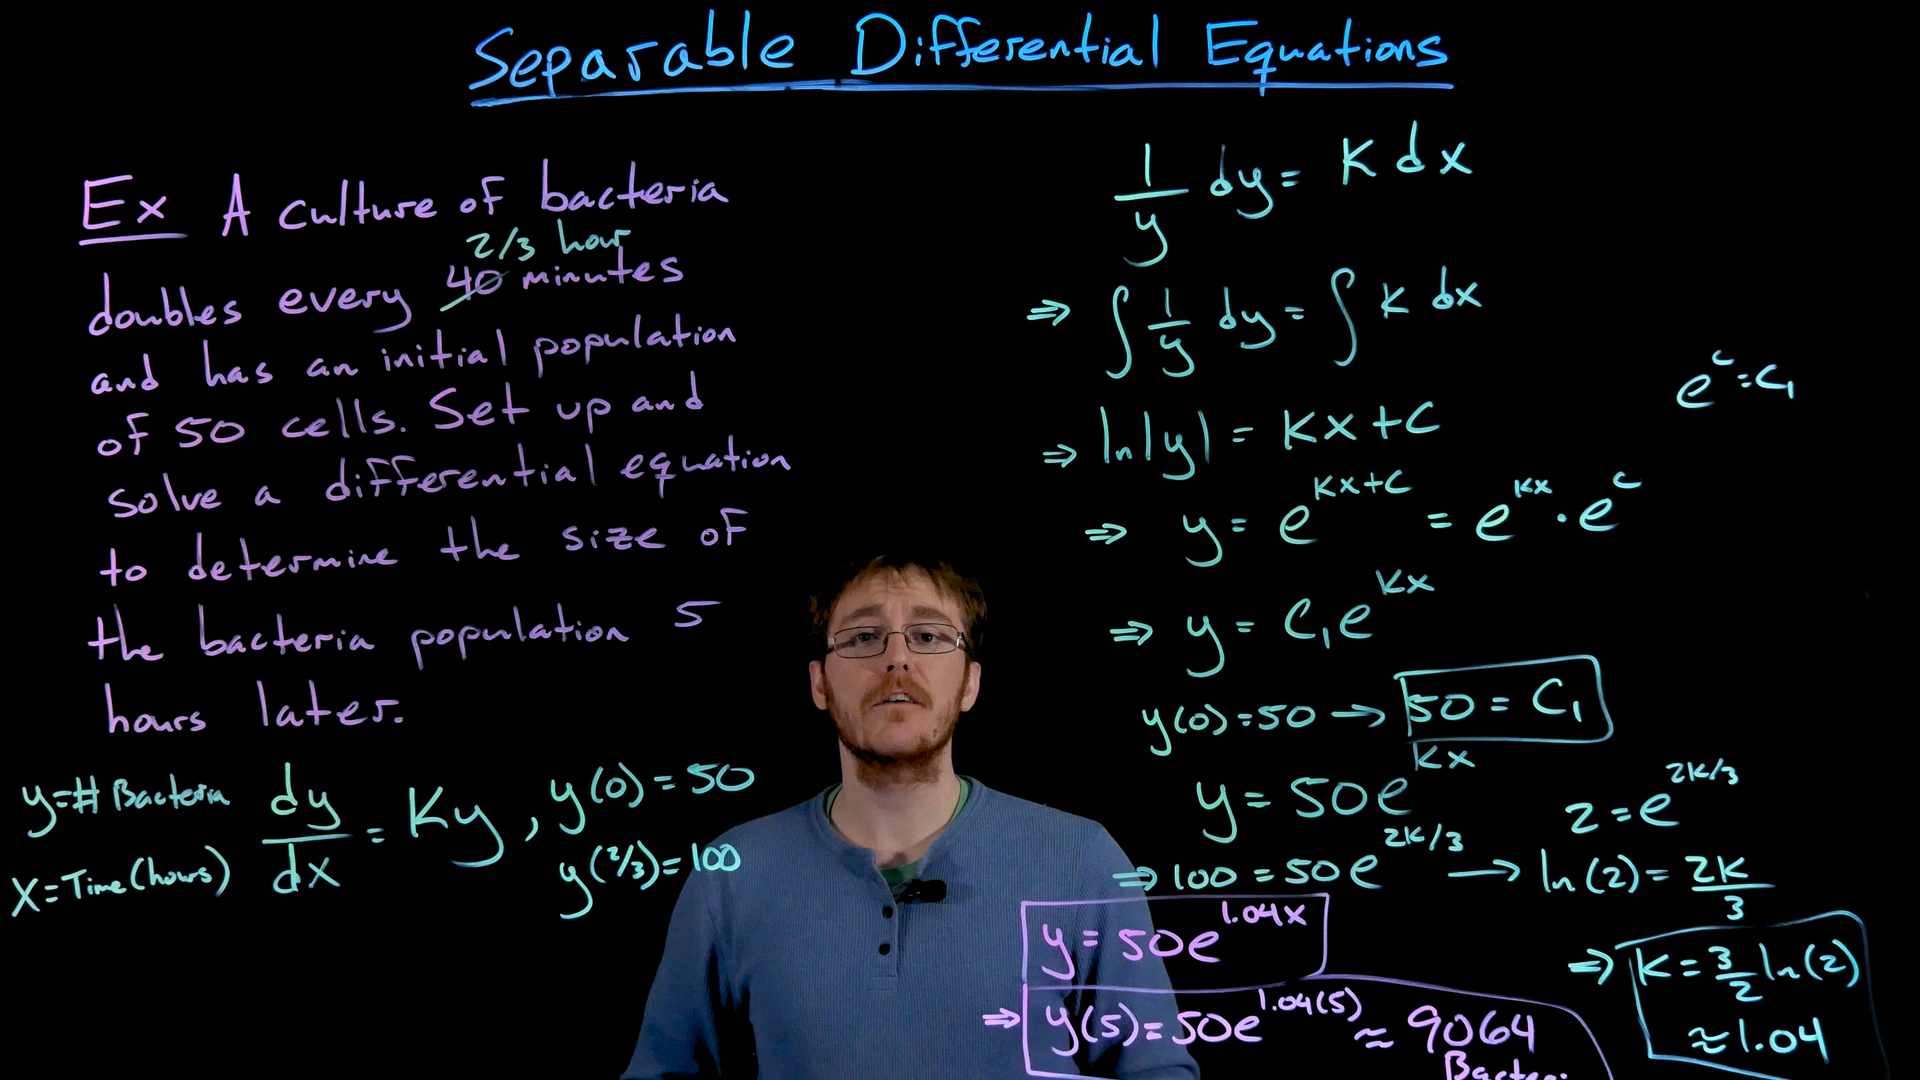 Separable Differential Equations
Ex A culture of bacteria
2/3 hour
doubles every 40 minutes
and has an initial population
of 50 cells. Set up and
solve a differential equation
to determine the size of
the bacteria population 5
hours later.
y=# Bacteria
x=Time(hours)
dy/dx = Ky, y(0)=50
y(2/3)=100
1/y dy= K dx
⇒ ∫ 1/y dy= ∫ K dx
⇒ ln|y| = Kx+C
⇒ y= e^(Kx+C) = e^(Kx) · e^C
e^C=C₁
⇒ y= C₁e^(Kx)
y(0)=50 → 50 = C₁
y= 50e^(Kx)
⇒ 100 =50e^(2K/3) →
2=e^(2K/3)
ln(2)= 2K/3
⇒ K= 3/2 ln(2)
≈1.04
y= 50e^(1.04x)
⇒ y(5)=50e^(1.04(5)) ≈ 9064